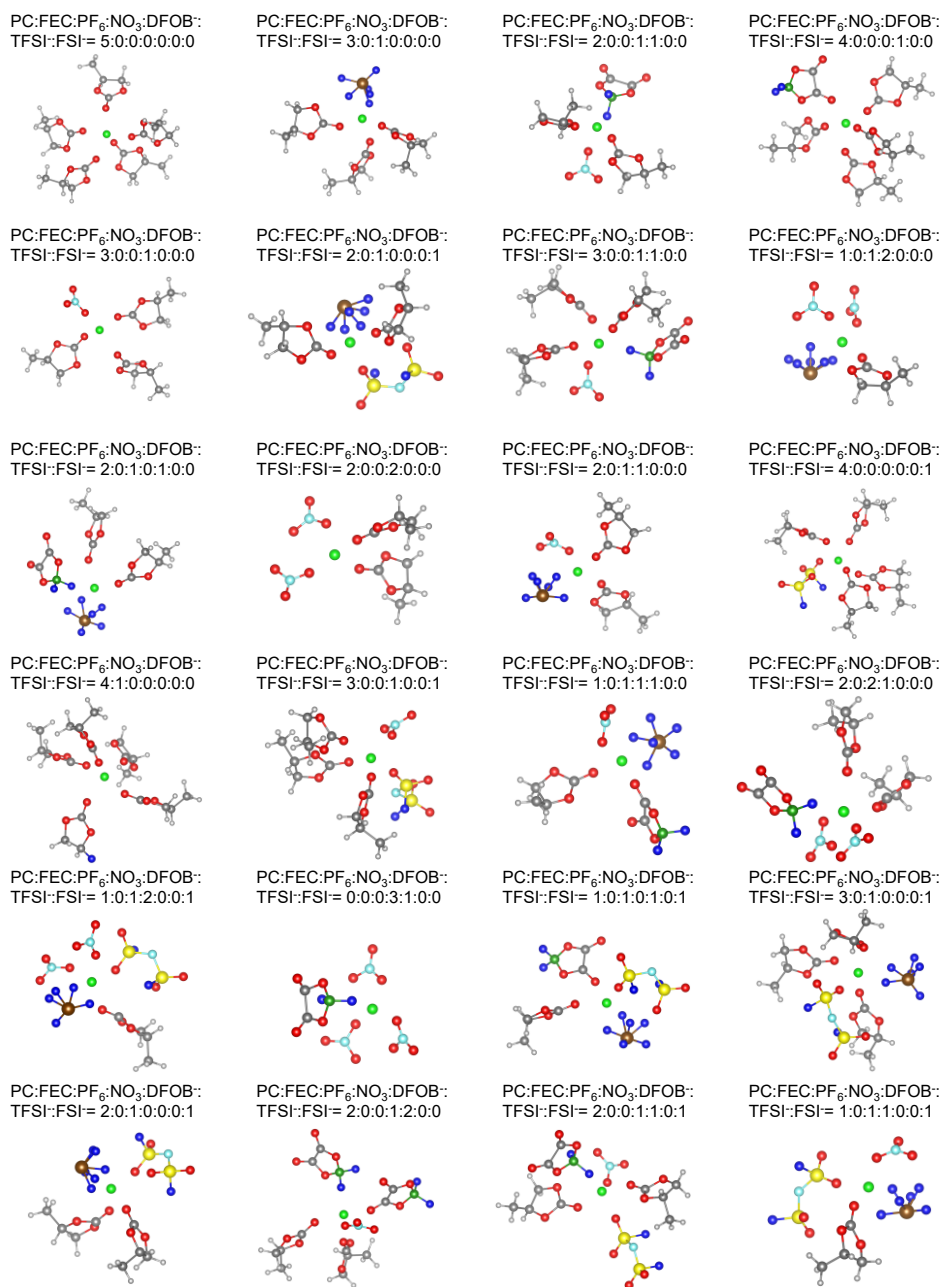 PC:FEC:PF₆:NO₃:DFOB⁻:
TFSI⁻:FSI⁻= 5:0:0:0:0:0:0
PC:FEC:PF₆:NO₃:DFOB⁻:
TFSI⁻:FSI⁻= 3:0:1:0:0:0:0
PC:FEC:PF₆:NO₃:DFOB⁻:
TFSI⁻:FSI⁻= 2:0:0:1:1:0:0
PC:FEC:PF₆:NO₃:DFOB⁻:
TFSI⁻:FSI⁻= 4:0:0:0:1:0:0
PC:FEC:PF₆:NO₃:DFOB⁻:
TFSI⁻:FSI⁻= 3:0:0:1:0:0:0
PC:FEC:PF₆:NO₃:DFOB⁻:
TFSI⁻:FSI⁻= 2:0:1:0:0:0:1
PC:FEC:PF₆:NO₃:DFOB⁻:
TFSI⁻:FSI⁻= 3:0:0:1:1:0:0
PC:FEC:PF₆:NO₃:DFOB⁻:
TFSI⁻:FSI⁻= 1:0:1:2:0:0:0
PC:FEC:PF₆:NO₃:DFOB⁻:
TFSI⁻:FSI⁻= 2:0:1:0:1:0:0
PC:FEC:PF₆:NO₃:DFOB⁻:
TFSI⁻:FSI⁻= 2:0:0:2:0:0:0
PC:FEC:PF₆:NO₃:DFOB⁻:
TFSI⁻:FSI⁻= 2:0:1:1:0:0:0
PC:FEC:PF₆:NO₃:DFOB⁻:
TFSI⁻:FSI⁻= 4:0:0:0:0:0:1
PC:FEC:PF₆:NO₃:DFOB⁻:
TFSI⁻:FSI⁻= 4:1:0:0:0:0:0
PC:FEC:PF₆:NO₃:DFOB⁻:
TFSI⁻:FSI⁻= 3:0:0:1:0:0:1
PC:FEC:PF₆:NO₃:DFOB⁻:
TFSI⁻:FSI⁻= 1:0:1:1:1:0:0
PC:FEC:PF₆:NO₃:DFOB⁻:
TFSI⁻:FSI⁻= 2:0:2:1:0:0:0
PC:FEC:PF₆:NO₃:DFOB⁻:
TFSI⁻:FSI⁻= 1:0:1:2:0:0:1
PC:FEC:PF₆:NO₃:DFOB⁻:
TFSI⁻:FSI⁻= 0:0:0:3:1:0:0
PC:FEC:PF₆:NO₃:DFOB⁻:
TFSI⁻:FSI⁻= 1:0:1:0:1:0:1
PC:FEC:PF₆:NO₃:DFOB⁻:
TFSI⁻:FSI⁻= 3:0:1:0:0:0:1
PC:FEC:PF₆:NO₃:DFOB⁻:
TFSI⁻:FSI⁻= 2:0:1:0:0:0:1
PC:FEC:PF₆:NO₃:DFOB⁻:
TFSI⁻:FSI⁻= 2:0:0:1:2:0:0
PC:FEC:PF₆:NO₃:DFOB⁻:
TFSI⁻:FSI⁻= 2:0:0:1:1:0:1
PC:FEC:PF₆:NO₃:DFOB⁻:
TFSI⁻:FSI⁻= 1:0:1:1:0:0:1